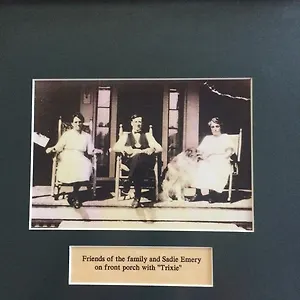 Friends of the family and Sadie Emery
on front porch with "Trixie"